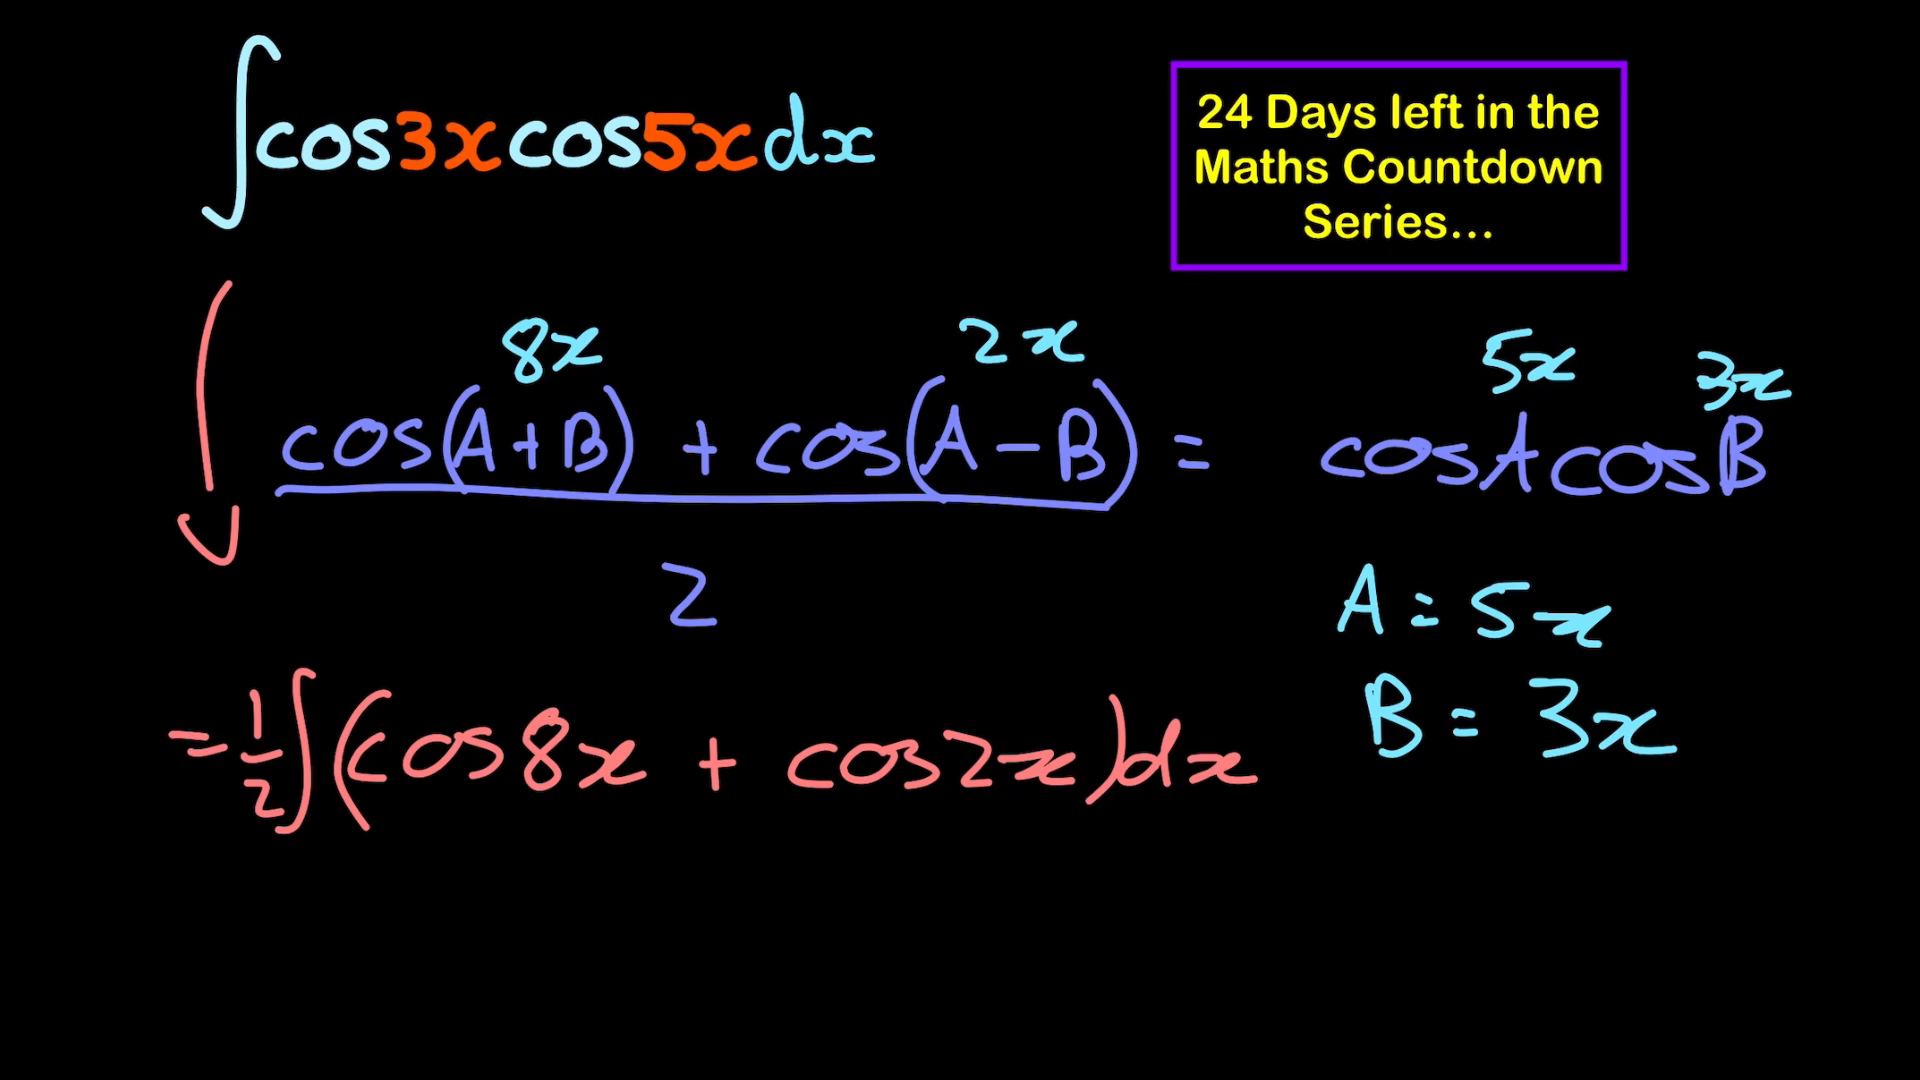 ∫cos3xcos5xdx
24 Days left in the
Maths Countdown
Series...
8x 2x 5x 3x
cos(A+B) + cos(A-B) = cosAcosB
2
A = 5x
B = 3x
= 1/2 ∫(cos8x + cos2x)dx